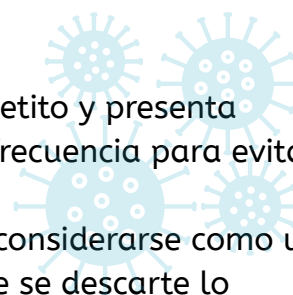 etito y presenta
recuencia para evita
considerarse como u
e se descarte lo